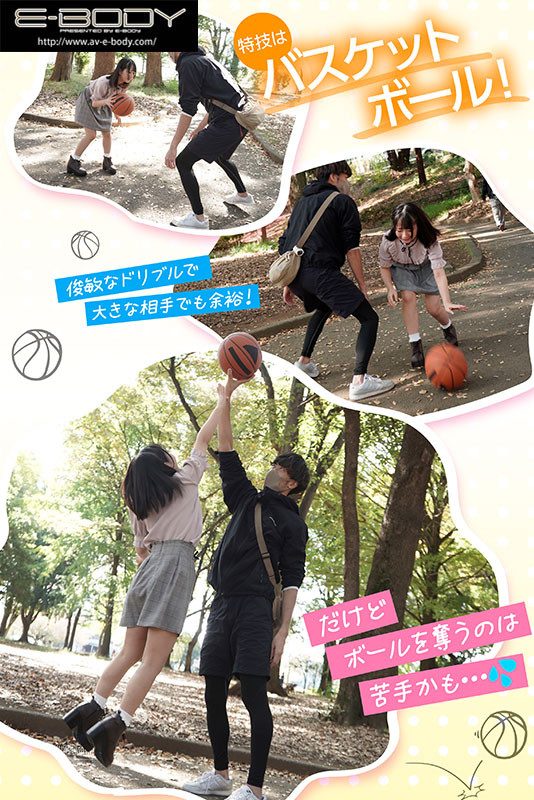 E-BODY
PRESENTED BY E-BODY
http://www.av-e-body.com/
特技は
バスケット
ボール!
俊敏なドリブルで
大きな相手でも余裕!
だけど
ボールを奪うのは
苦手かも…